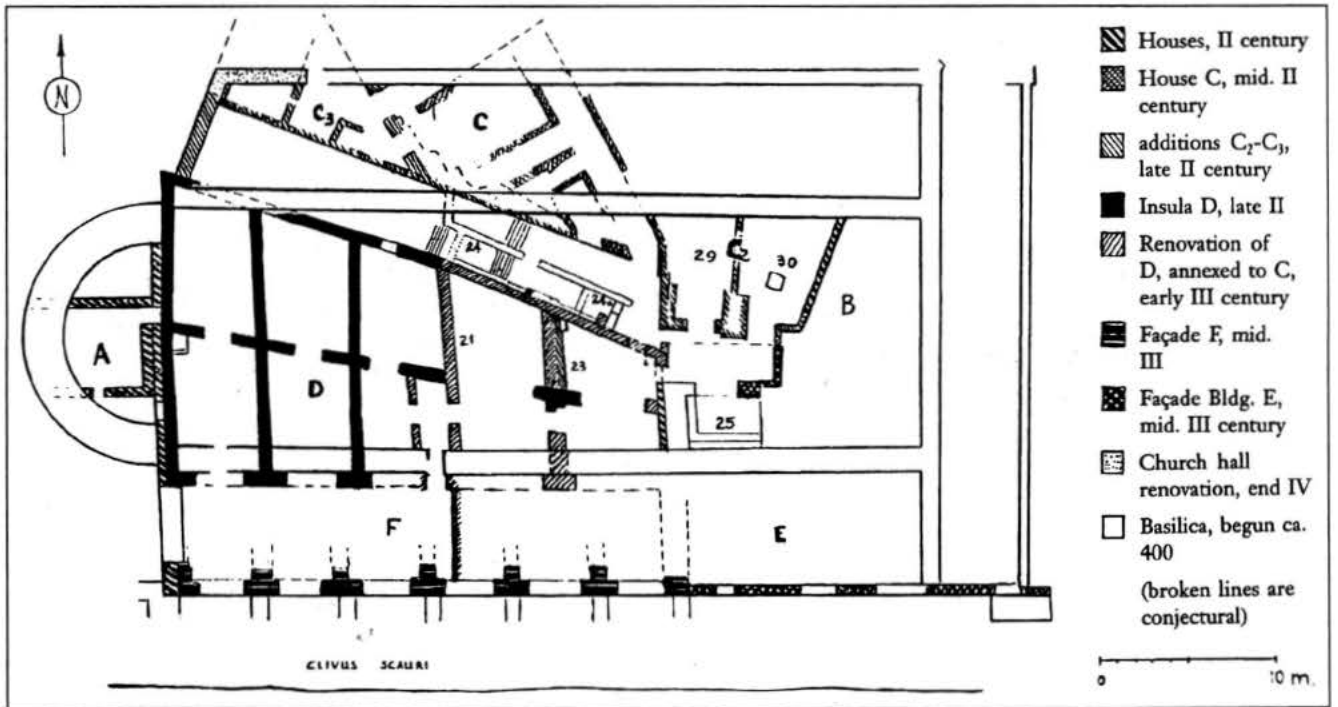 N
C3
C
A
D
21
24
23
29
30
B
25
F
E
CLIVUS SCAURI
Houses, II century
House C, mid. II
century
additions C₂-C₃,
late II century
Insula D, late II
Renovation of
D, annexed to C,
early III century
Façade F, mid.
III
Façade Bldg. E,
mid. III century
Church hall
renovation, end IV
Basilica, begun ca.
400
(broken lines are
conjectural)
0 10 m.